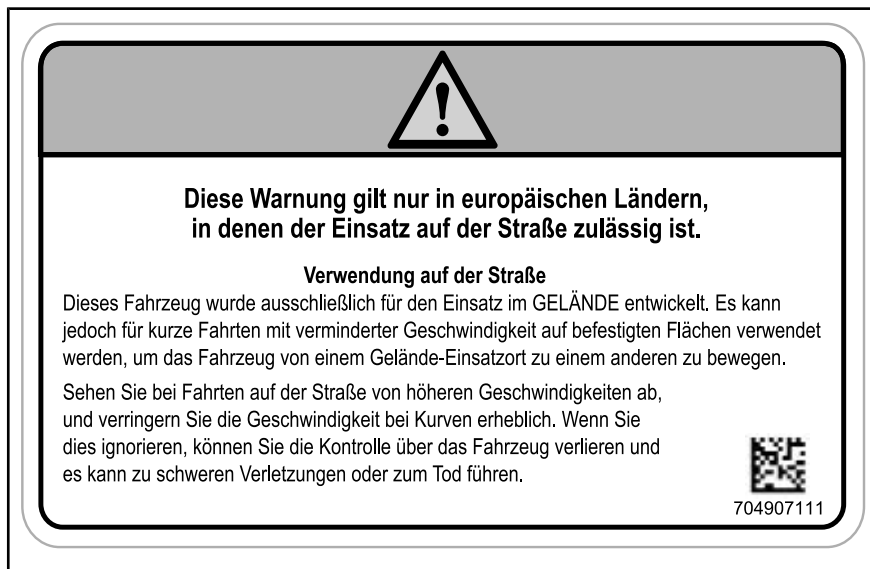 Diese Warnung gilt nur in europäischen Ländern,
in denen der Einsatz auf der Straße zulässig ist.
Verwendung auf der Straße
Dieses Fahrzeug wurde ausschließlich für den Einsatz im GELÄNDE entwickelt. Es kann
jedoch für kurze Fahrten mit verminderter Geschwindigkeit auf befestigten Flächen verwendet
werden, um das Fahrzeug von einem Gelände-Einsatzort zu einem anderen zu bewegen.
Sehen Sie bei Fahrten auf der Straße von höheren Geschwindigkeiten ab,
und verringern Sie die Geschwindigkeit bei Kurven erheblich. Wenn Sie
dies ignorieren, können Sie die Kontrolle über das Fahrzeug verlieren und
es kann zu schweren Verletzungen oder zum Tod führen.
704907111